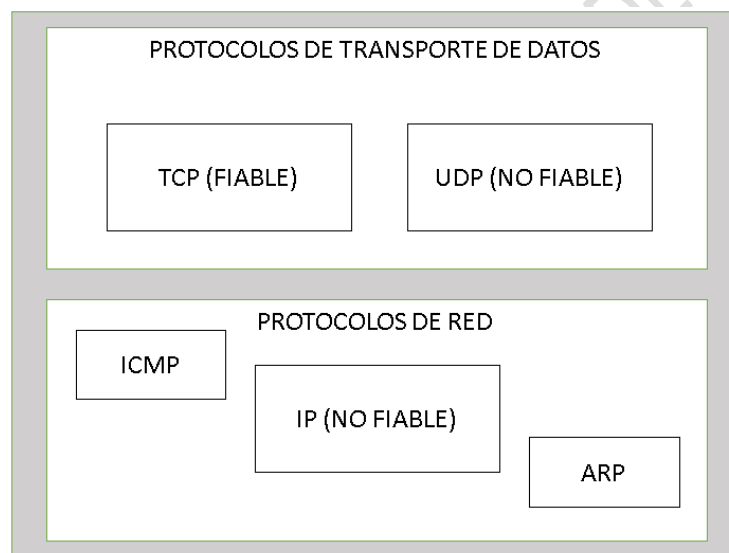 PROTOCOLOS DE TRANSPORTE DE DATOS
TCP (FIABLE)
UDP (NO FIABLE)
PROTOCOLOS DE RED
ICMP
IP (NO FIABLE)
ARP